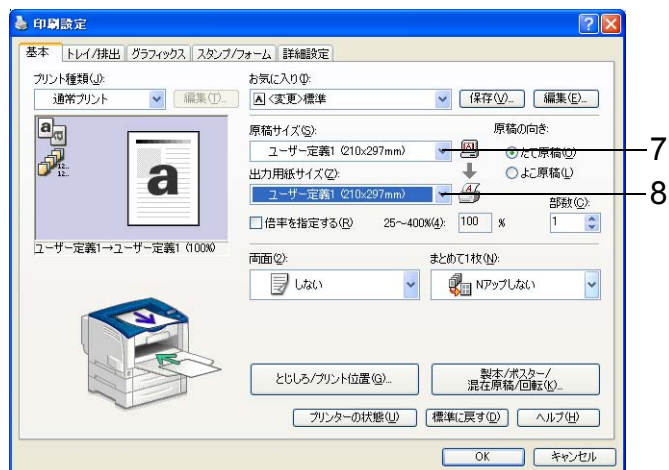 印刷設定
基本 トレイ/排出 グラフィックス スタンプ/フォーム 詳細設定
プリント種類(J):
通常プリント 編集(T)...
お気に入り(I):
<変更>標準 保存(V)... 編集(E)...
原稿サイズ(S):
ユーザー定義1 (210x297mm)
原稿の向き:
たて原稿(O)
よこ原稿(L)
7
出力用紙サイズ(Z):
ユーザー定義1 (210x297mm)
8
倍率を指定する(R) 25~400%(4): 100 %
部数(C):
1
ユーザー定義1→ユーザー定義1 (100%)
両面(2):
しない
まとめて1枚(N):
Nアップしない
とじしろ/プリント位置(G)...
製本/ポスター/
混在原稿/回転(K)...
プリンターの状態(U) 標準に戻す(D) ヘルプ(H)
OK キャンセル